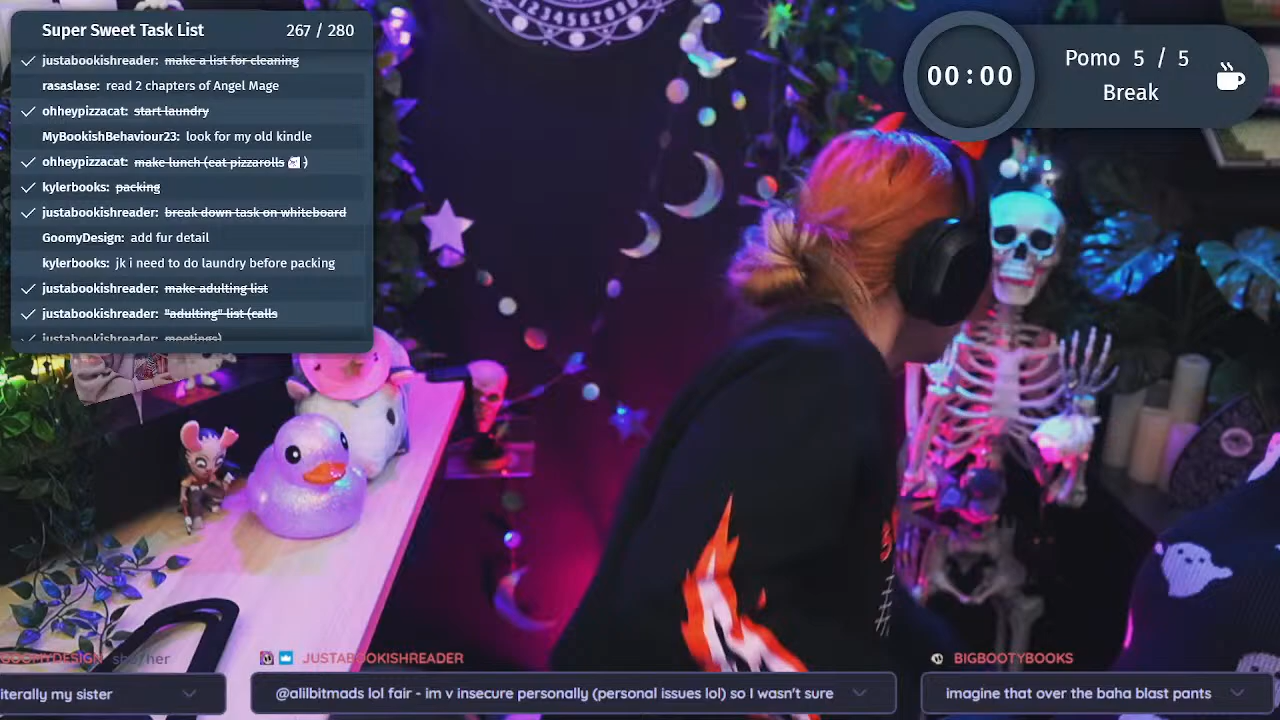 Super Sweet Task List 267 / 280
justabookishreader: make a list for cleaning
rasaslase: read 2 chapters of Angel Mage
ohheypizzacat: start laundry
MyBookishBehaviour23: look for my old kindle
ohheypizzacat: make lunch (eat pizzarolls )
kylerbooks: packing
justabookishreader: break down task on whiteboard
GoomyDesign: add fur detail
kylerbooks: jk i need to do laundry before packing
justabookishreader: make adulting list
justabookishreader: "adulting" list (calls
justabookishreader: meetings)
1234567890
00:00
Pomo 5 / 5
Break
GOOMYDESIGN she/her
iterally my sister
JUSTABOOKISHREADER
@alilbitmads lol fair - im v insecure personally (personal issues lol) so I wasn't sure
BIGBOOTYBOOKS
imagine that over the baha blast pants